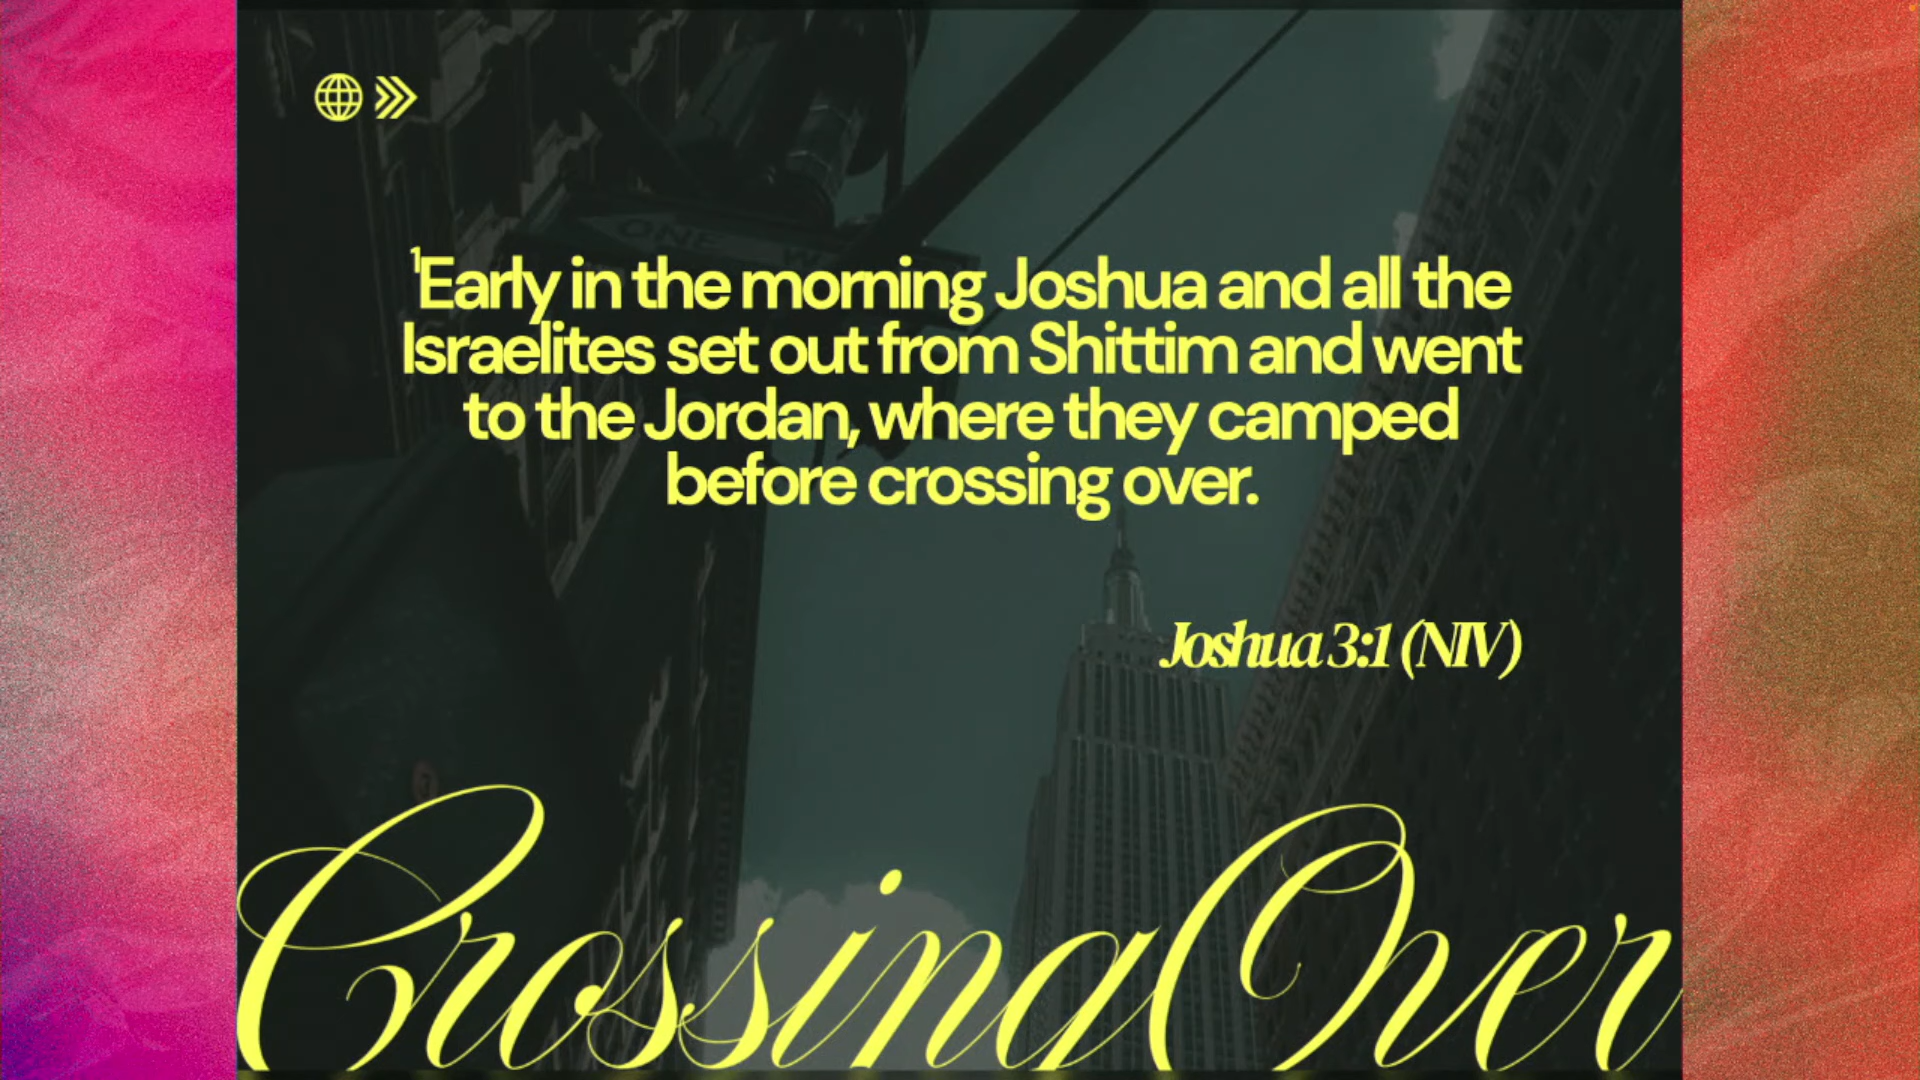 ONE W
¹Early in the morning Joshua and all the
Israelites set out from Shittim and went
to the Jordan, where they camped
before crossing over.
Joshua 3:1 (NIV)
Crossing Over